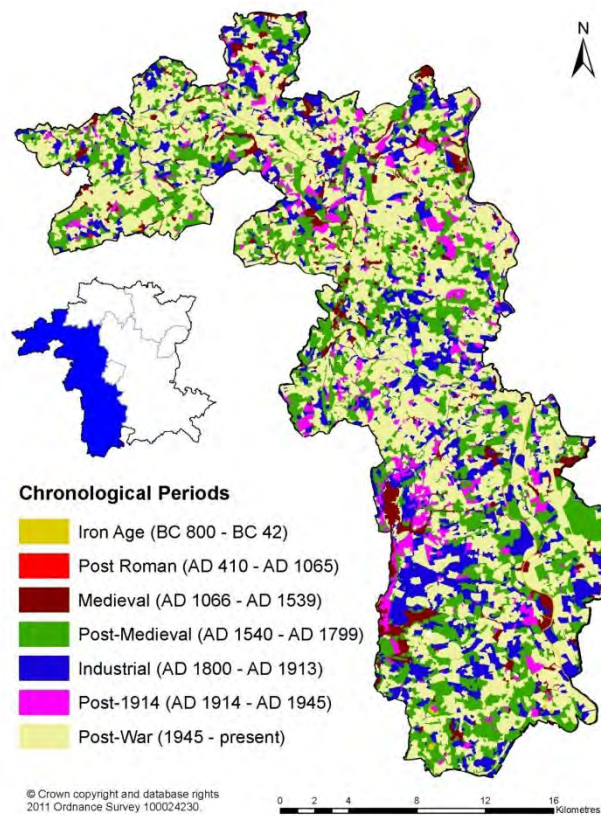 N
Chronological Periods
Iron Age (BC 800 - BC 42)
Post Roman (AD 410 - AD 1065)
Medieval (AD 1066 - AD 1539)
Post-Medieval (AD 1540 - AD 1799)
Industrial (AD 1800 - AD 1913)
Post-1914 (AD 1914 - AD 1945)
Post-War (1945 - present)
© Crown copyright and database rights
2011 Ordnance Survey 100024230.
0 2 4 8 12 16
Kilometres